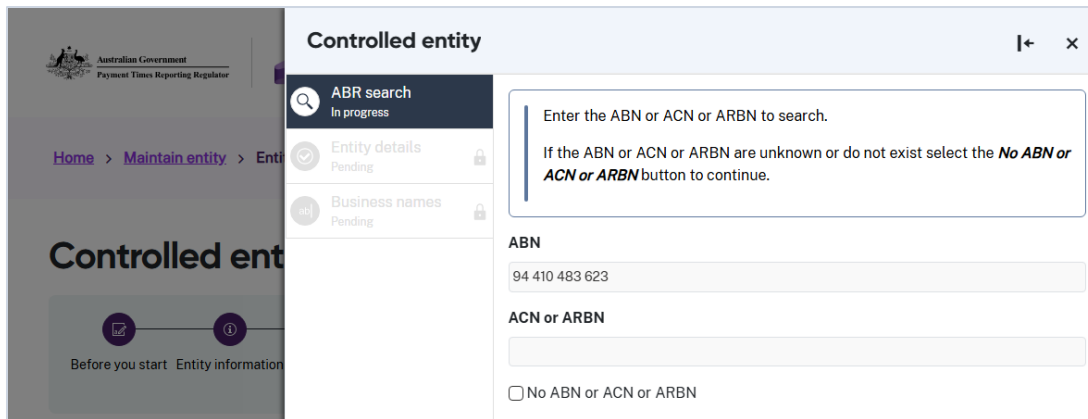 Australian Government
Payment Times Reporting Regulator
Home > Maintain entity > Enti
Controlled ent
Before you start Entity information
Controlled entity
ABR search
In progress
Entity details
Pending
abl Business names
Pending
Enter the ABN or ACN or ARBN to search.
If the ABN or ACN or ARBN are unknown or do not exist select the No ABN or
ACN or ARBN button to continue.
ABN
94 410 483 623
ACN or ARBN
No ABN or ACN or ARBN